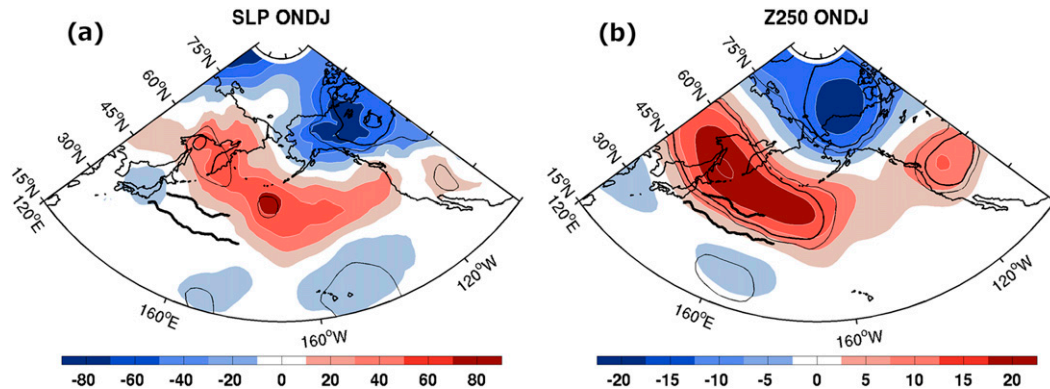 (a) SLP ONDJ
75°N
60°N
45°N
30°N
15°N
120°E
160°E
160°W
120°W
-80 -60 -40 -20 0 20 40 60 80
(b) Z250 ONDJ
75°N
60°N
45°N
30°N
15°N
120°E
160°E
160°W
120°W
-20 -15 -10 -5 0 5 10 15 20